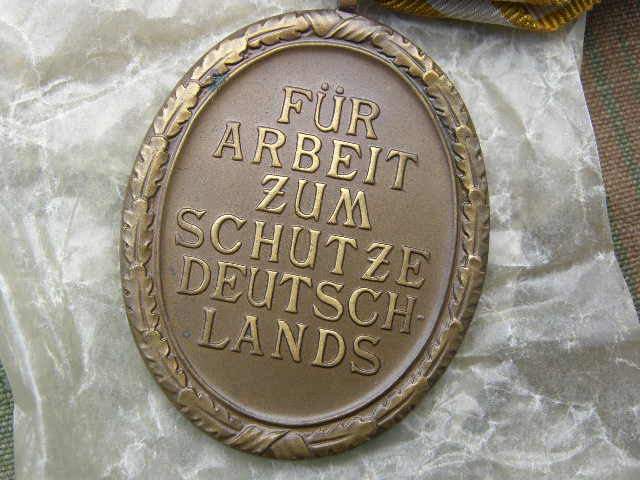 FÜR
ARBEIT
ZUM
SCHUTZE
DEUTSCH-
LANDS